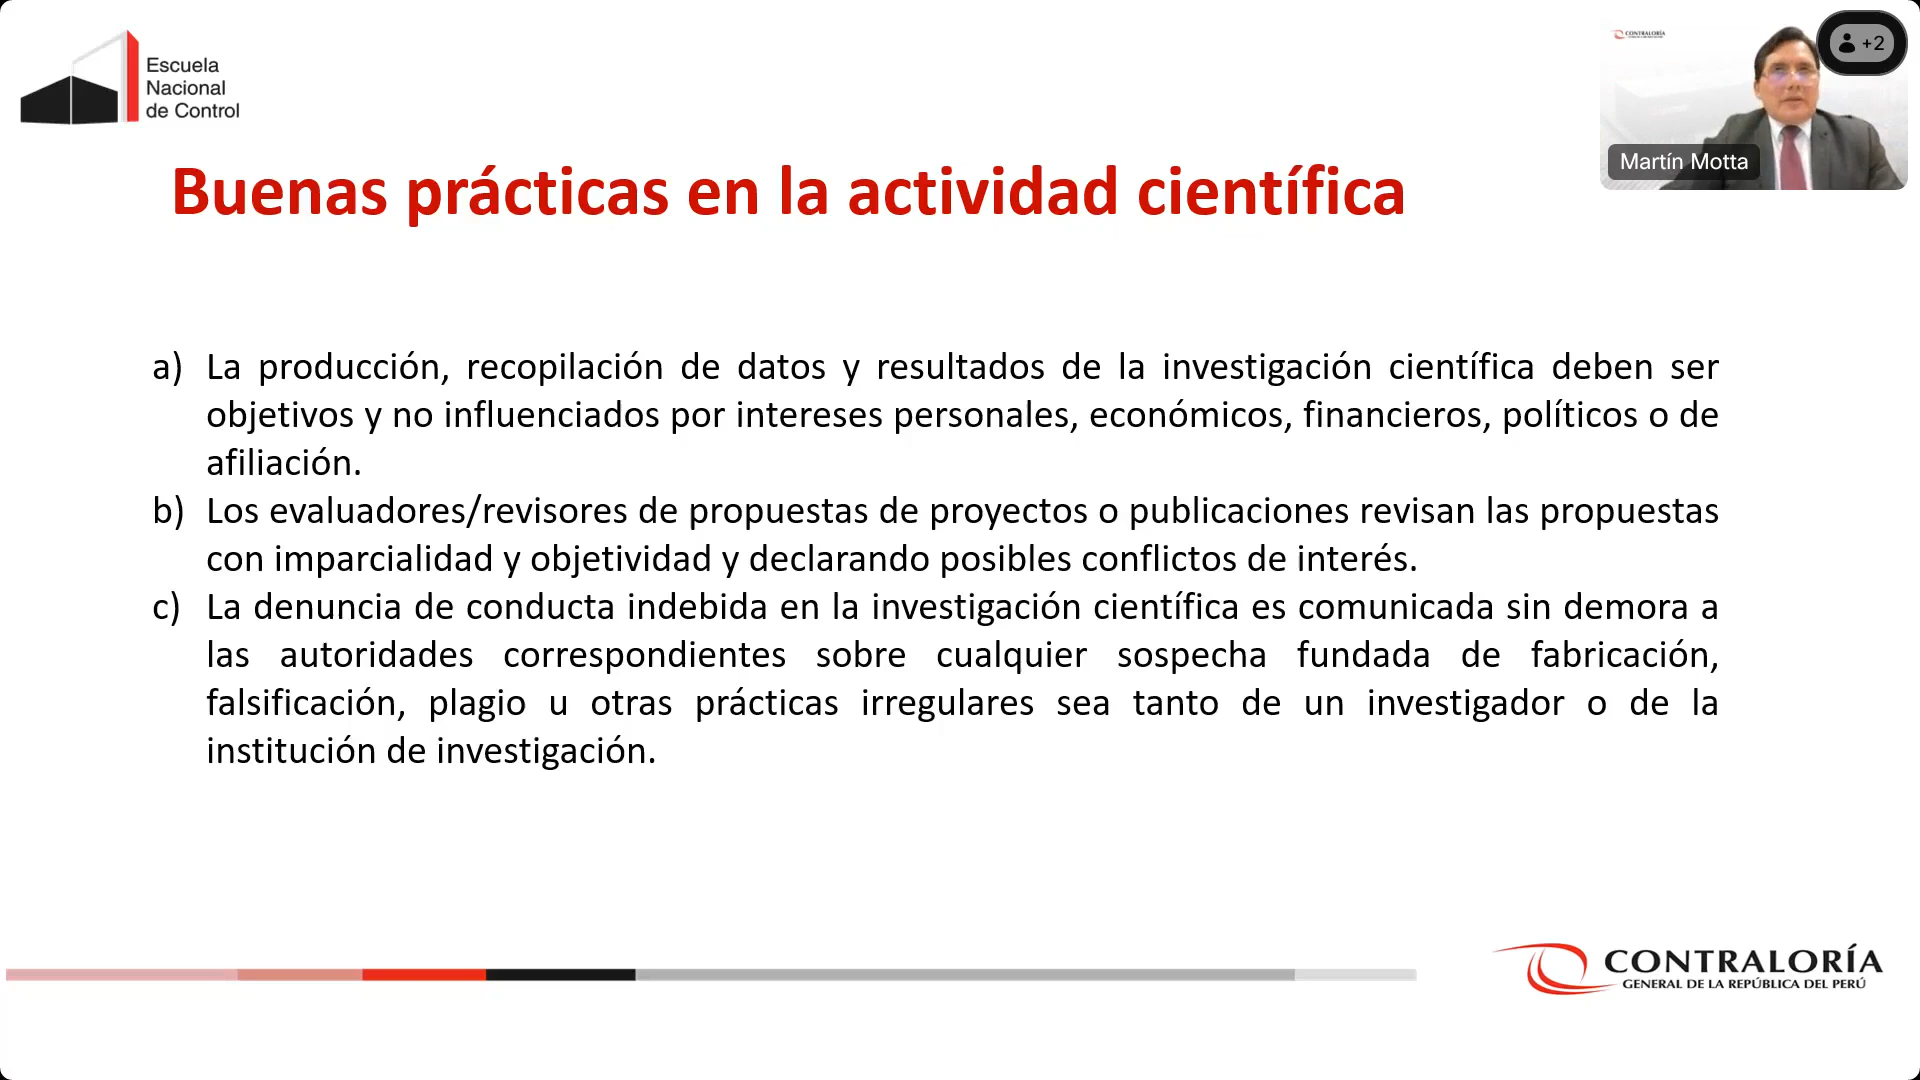 Escuela
Nacional
de Control
CONTRALORÍA
+2
Martín Motta
Buenas prácticas en la actividad científica
a) La producción, recopilación de datos y resultados de la investigación científica deben ser
objetivos y no influenciados por intereses personales, económicos, financieros, políticos o de
afiliación.
b) Los evaluadores/revisores de propuestas de proyectos o publicaciones revisan las propuestas
con imparcialidad y objetividad y declarando posibles conflictos de interés.
c) La denuncia de conducta indebida en la investigación científica es comunicada sin demora a
las autoridades correspondientes sobre cualquier sospecha fundada de fabricación,
falsificación, plagio u otras prácticas irregulares sea tanto de un investigador o de la
institución de investigación.
CONTRALORÍA
GENERAL DE LA REPÚBLICA DEL PERÚ